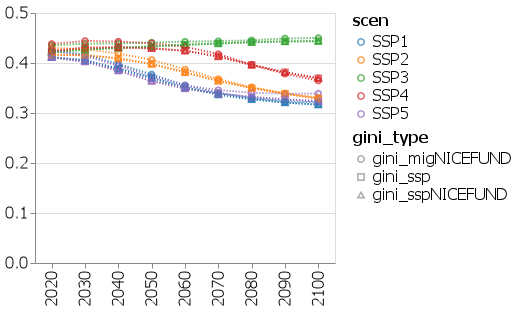 0.5
0.4
0.3
0.2
0.1
0.0
2020 2030 2040 2050 2060 2070 2080 2090 2100
scen
SSP1
SSP2
SSP3
SSP4
SSP5
gini_type
gini_migNICEFUND
gini_ssp
gini_sspNICEFUND